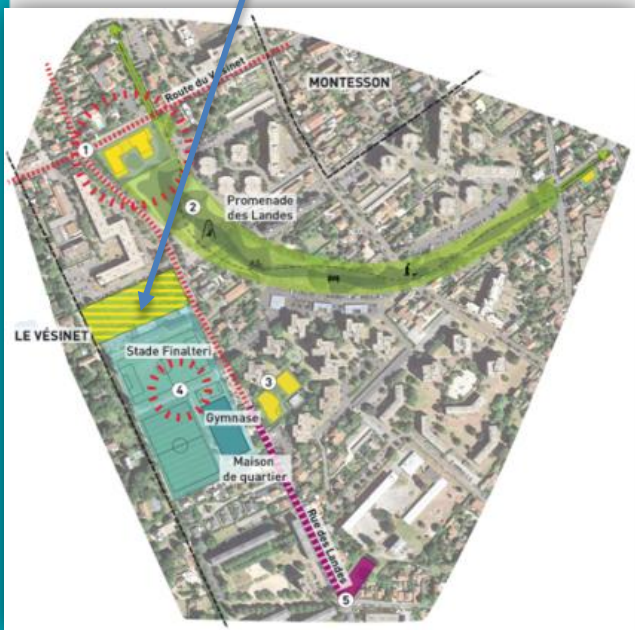 Route du Vésinet
MONTESSON
1
2
Promenade
des Landes
LE VÉSINET
Stade Finalteri
3
4
Gymnase
Maison
de quartier
Rue des Landes
5